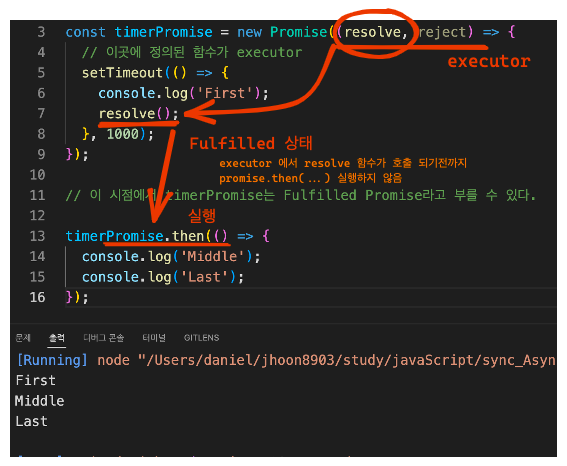 3 const timerPromise = new Promise((resolve, reject) => {
4 // 이곳에 정의된 함수가 executor
executor
5 setTimeout(() => {
6 console.log('First');
7 resolve();
8 }, 1000);
Fulfilled 상태
9 });
executor 에서 resolve 함수가 호출 되기전까지
promise.then(...) 실행하지 않음
10
11 // 이 시점에서 timerPromise는 Fulfilled Promise라고 부를 수 있다.
12
실행
13 timerPromise.then(() => {
14 console.log('Middle');
15 console.log('Last');
16 });
문제 출력 디버그 콘솔 터미널 GITLENS
[Running] node "/Users/daniel/jhoon8903/study/javaScript/sync_Asyn
First
Middle
Last